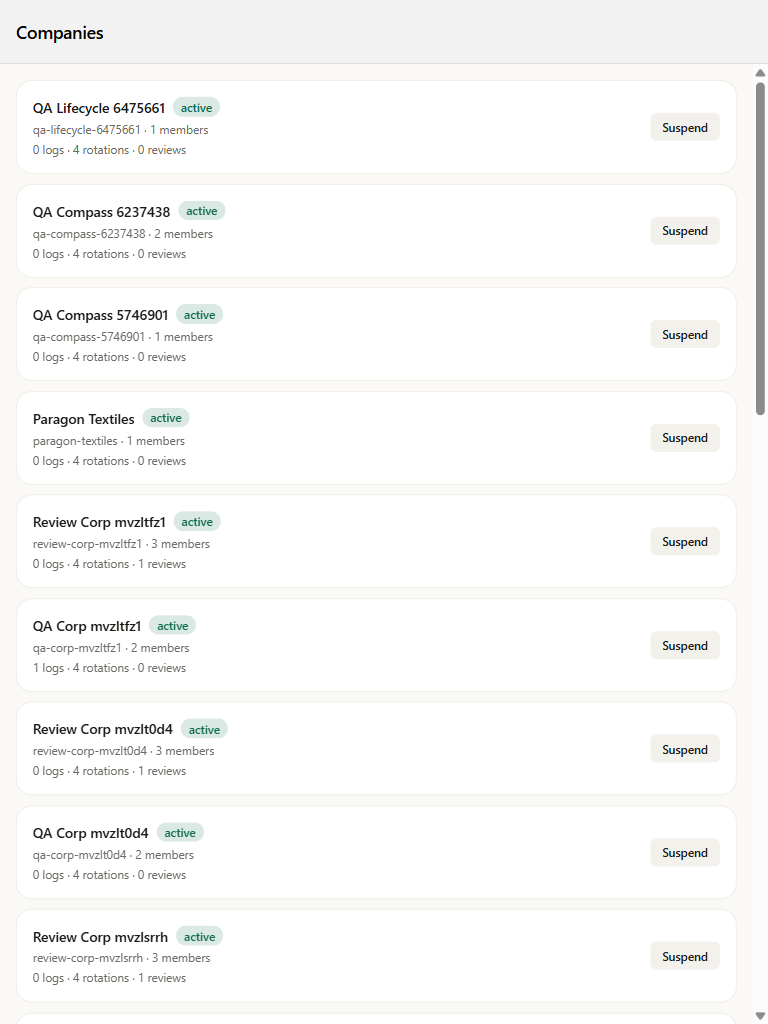 Companies
QA Lifecycle 6475661 active
qa-lifecycle-6475661 · 1 members
0 logs · 4 rotations · 0 reviews
Suspend
QA Compass 6237438 active
qa-compass-6237438 · 2 members
0 logs · 4 rotations · 0 reviews
Suspend
QA Compass 5746901 active
qa-compass-5746901 · 1 members
0 logs · 4 rotations · 0 reviews
Suspend
Paragon Textiles active
paragon-textiles · 1 members
0 logs · 4 rotations · 0 reviews
Suspend
Review Corp mvzltfz1 active
review-corp-mvzltfz1 · 3 members
0 logs · 4 rotations · 1 reviews
Suspend
QA Corp mvzltfz1 active
qa-corp-mvzltfz1 · 2 members
1 logs · 4 rotations · 0 reviews
Suspend
Review Corp mvzlt0d4 active
review-corp-mvzlt0d4 · 3 members
0 logs · 4 rotations · 1 reviews
Suspend
QA Corp mvzlt0d4 active
qa-corp-mvzlt0d4 · 2 members
0 logs · 4 rotations · 0 reviews
Suspend
Review Corp mvzlsrrh active
review-corp-mvzlsrrh · 3 members
0 logs · 4 rotations · 1 reviews
Suspend